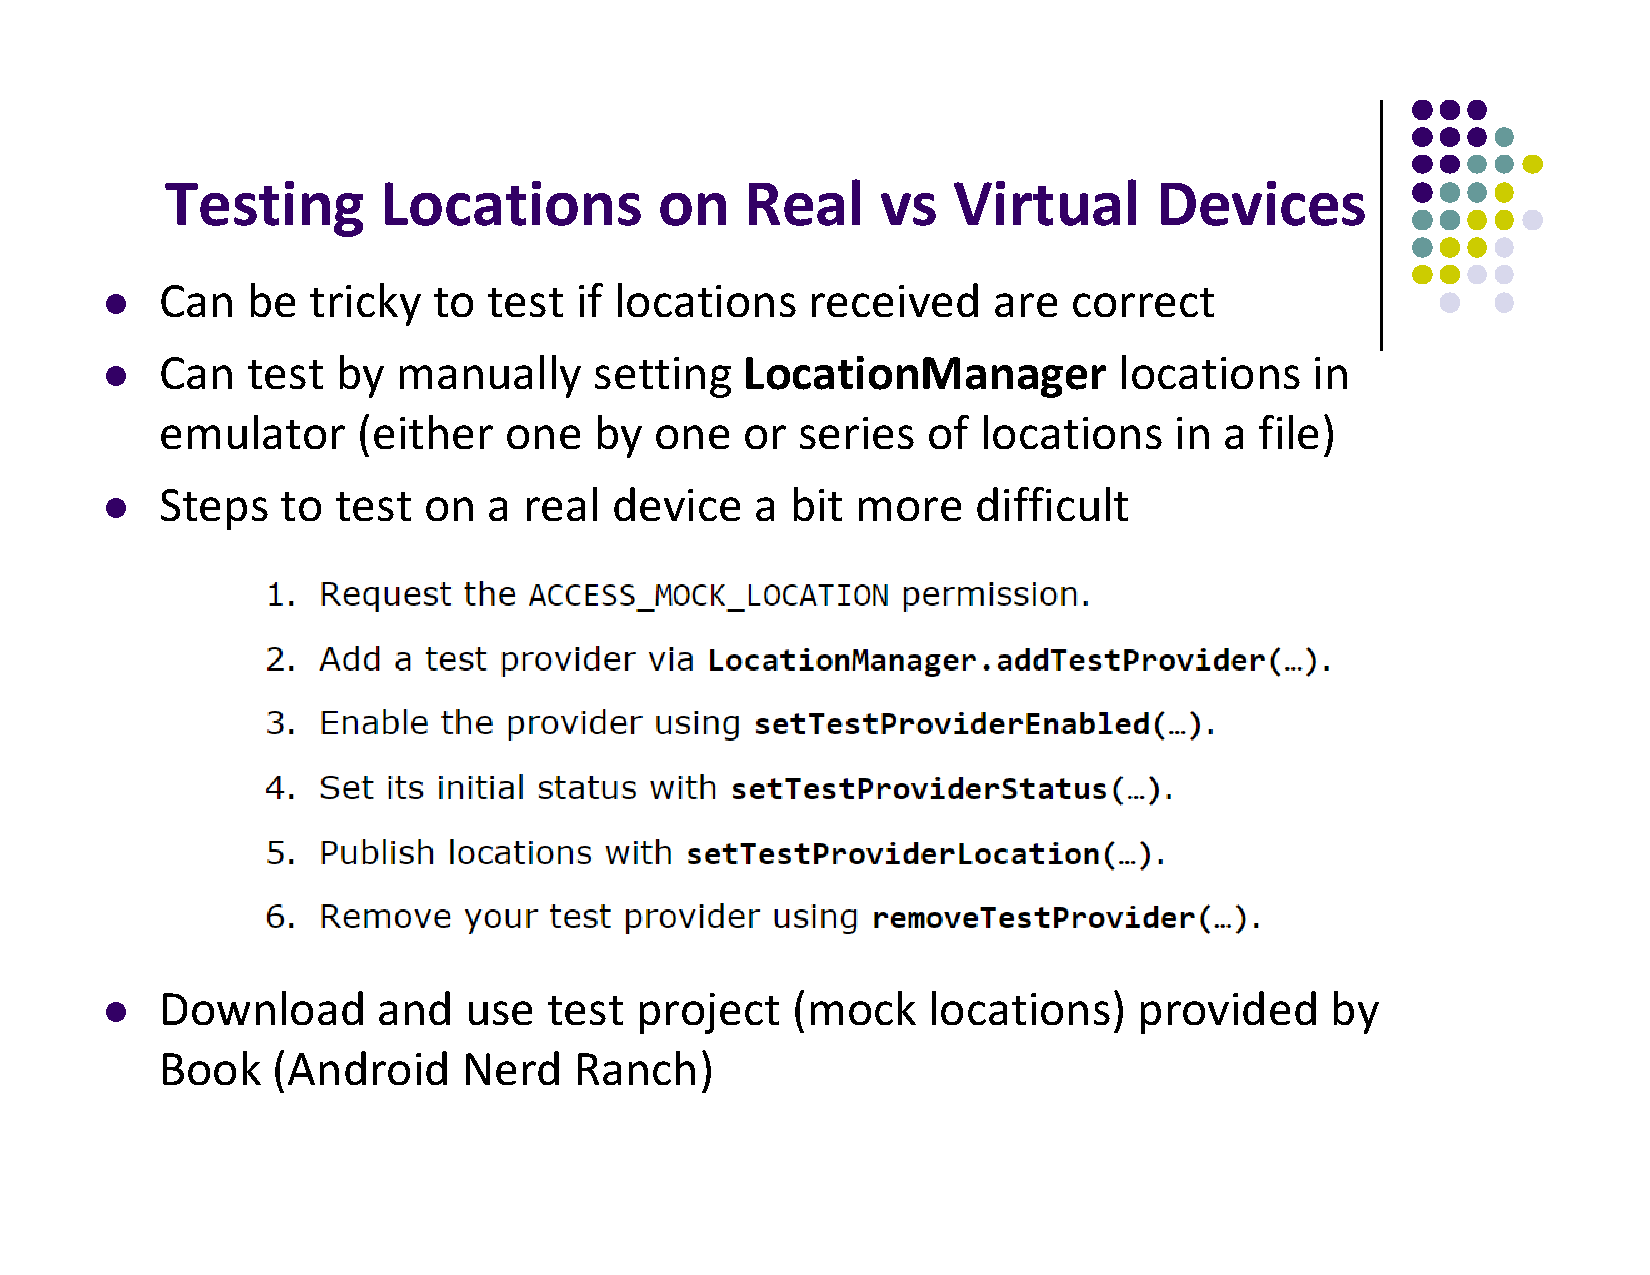 Testing Locations on Real vs Virtual Devices
● Can be tricky to test if locations received are correct
● Can test by manually setting LocationManager locations in
emulator (either one by one or series of locations in a file)
● Steps to test on a real device a bit more difficult
1. Request the ACCESS_MOCK_LOCATION permission.
2. Add a test provider via LocationManager.addTestProvider(…).
3. Enable the provider using setTestProviderEnabled(…).
4. Set its initial status with setTestProviderStatus(…).
5. Publish locations with setTestProviderLocation(…).
6. Remove your test provider using removeTestProvider(…).
● Download and use test project (mock locations) provided by
Book (Android Nerd Ranch)